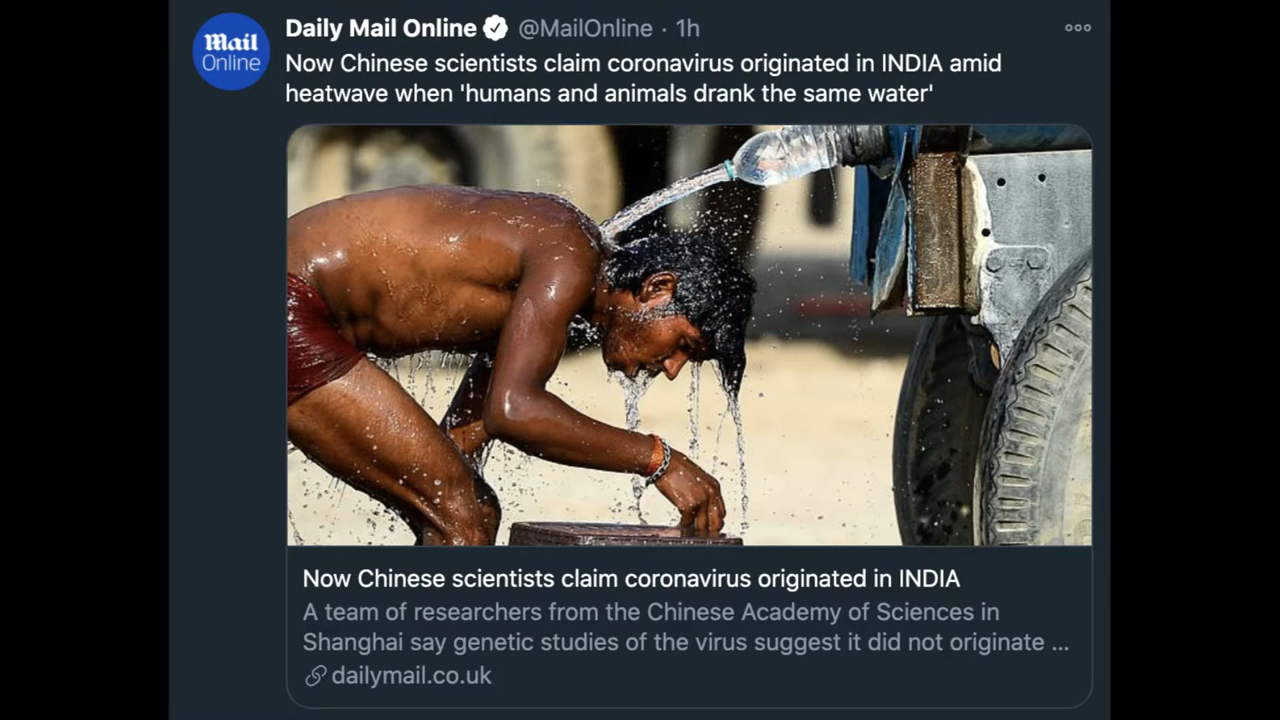 Mail
Online
Daily Mail Online @MailOnline · 1h
Now Chinese scientists claim coronavirus originated in INDIA amid
heatwave when 'humans and animals drank the same water'
Now Chinese scientists claim coronavirus originated in INDIA
A team of researchers from the Chinese Academy of Sciences in
Shanghai say genetic studies of the virus suggest it did not originate ...
dailymail.co.uk